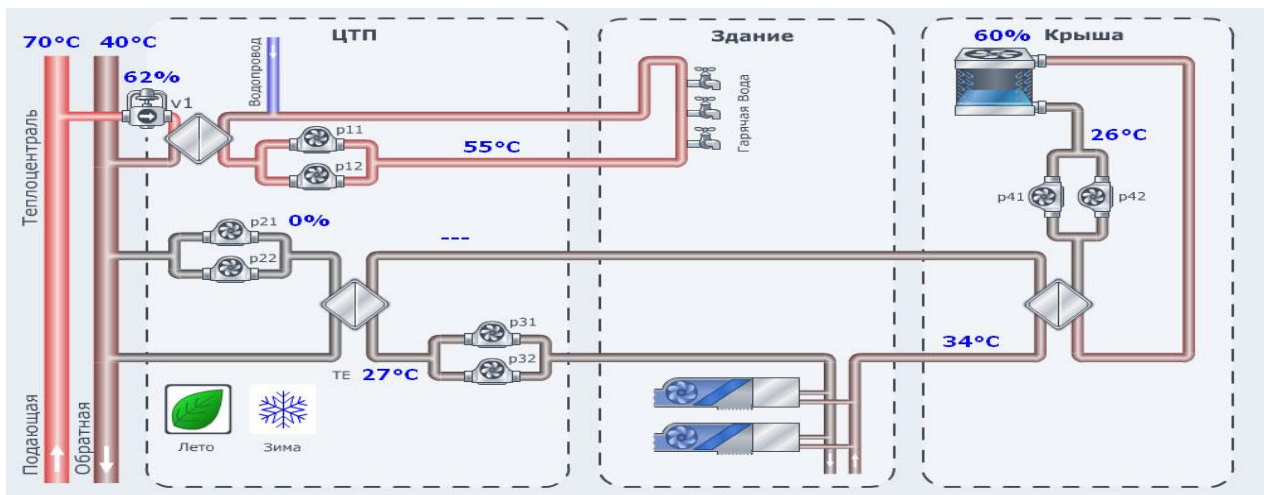 ЦТП
Здание
60%
Крыша
70°C
40°C
62%
v1
Водопровод
p11
p12
55°C
Гарячая Вода
26°C
p41
p42
Теплоцентраль
p21
0%
p22
---
p31
p32
34°C
TE
27°C
Подающая
Обратная
Лето
Зима